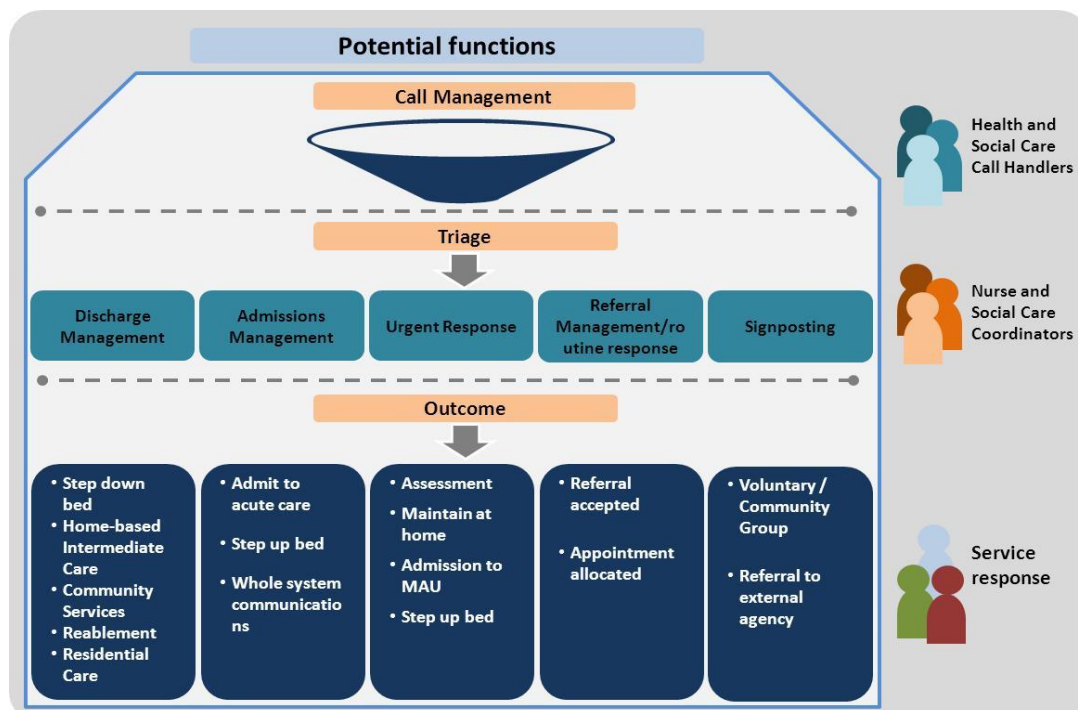 Potential functions
Call Management
Health and
Social Care
Call Handlers
Triage
Discharge
Management
Admissions
Management
Urgent Response
Referral
Management/ro
utine response
Signposting
Nurse and
Social Care
Coordinators
Outcome
• Step down
bed
• Home-based
Intermediate
Care
• Community
Services
• Reablement
• Residential
Care
• Admit to
acute care
• Step up bed
• Whole system
communicatio
ns
• Assessment
• Maintain at
home
• Admission to
MAU
• Step up bed
• Referral
accepted
• Appointment
allocated
• Voluntary /
Community
Group
• Referral to
external
agency
Service
response